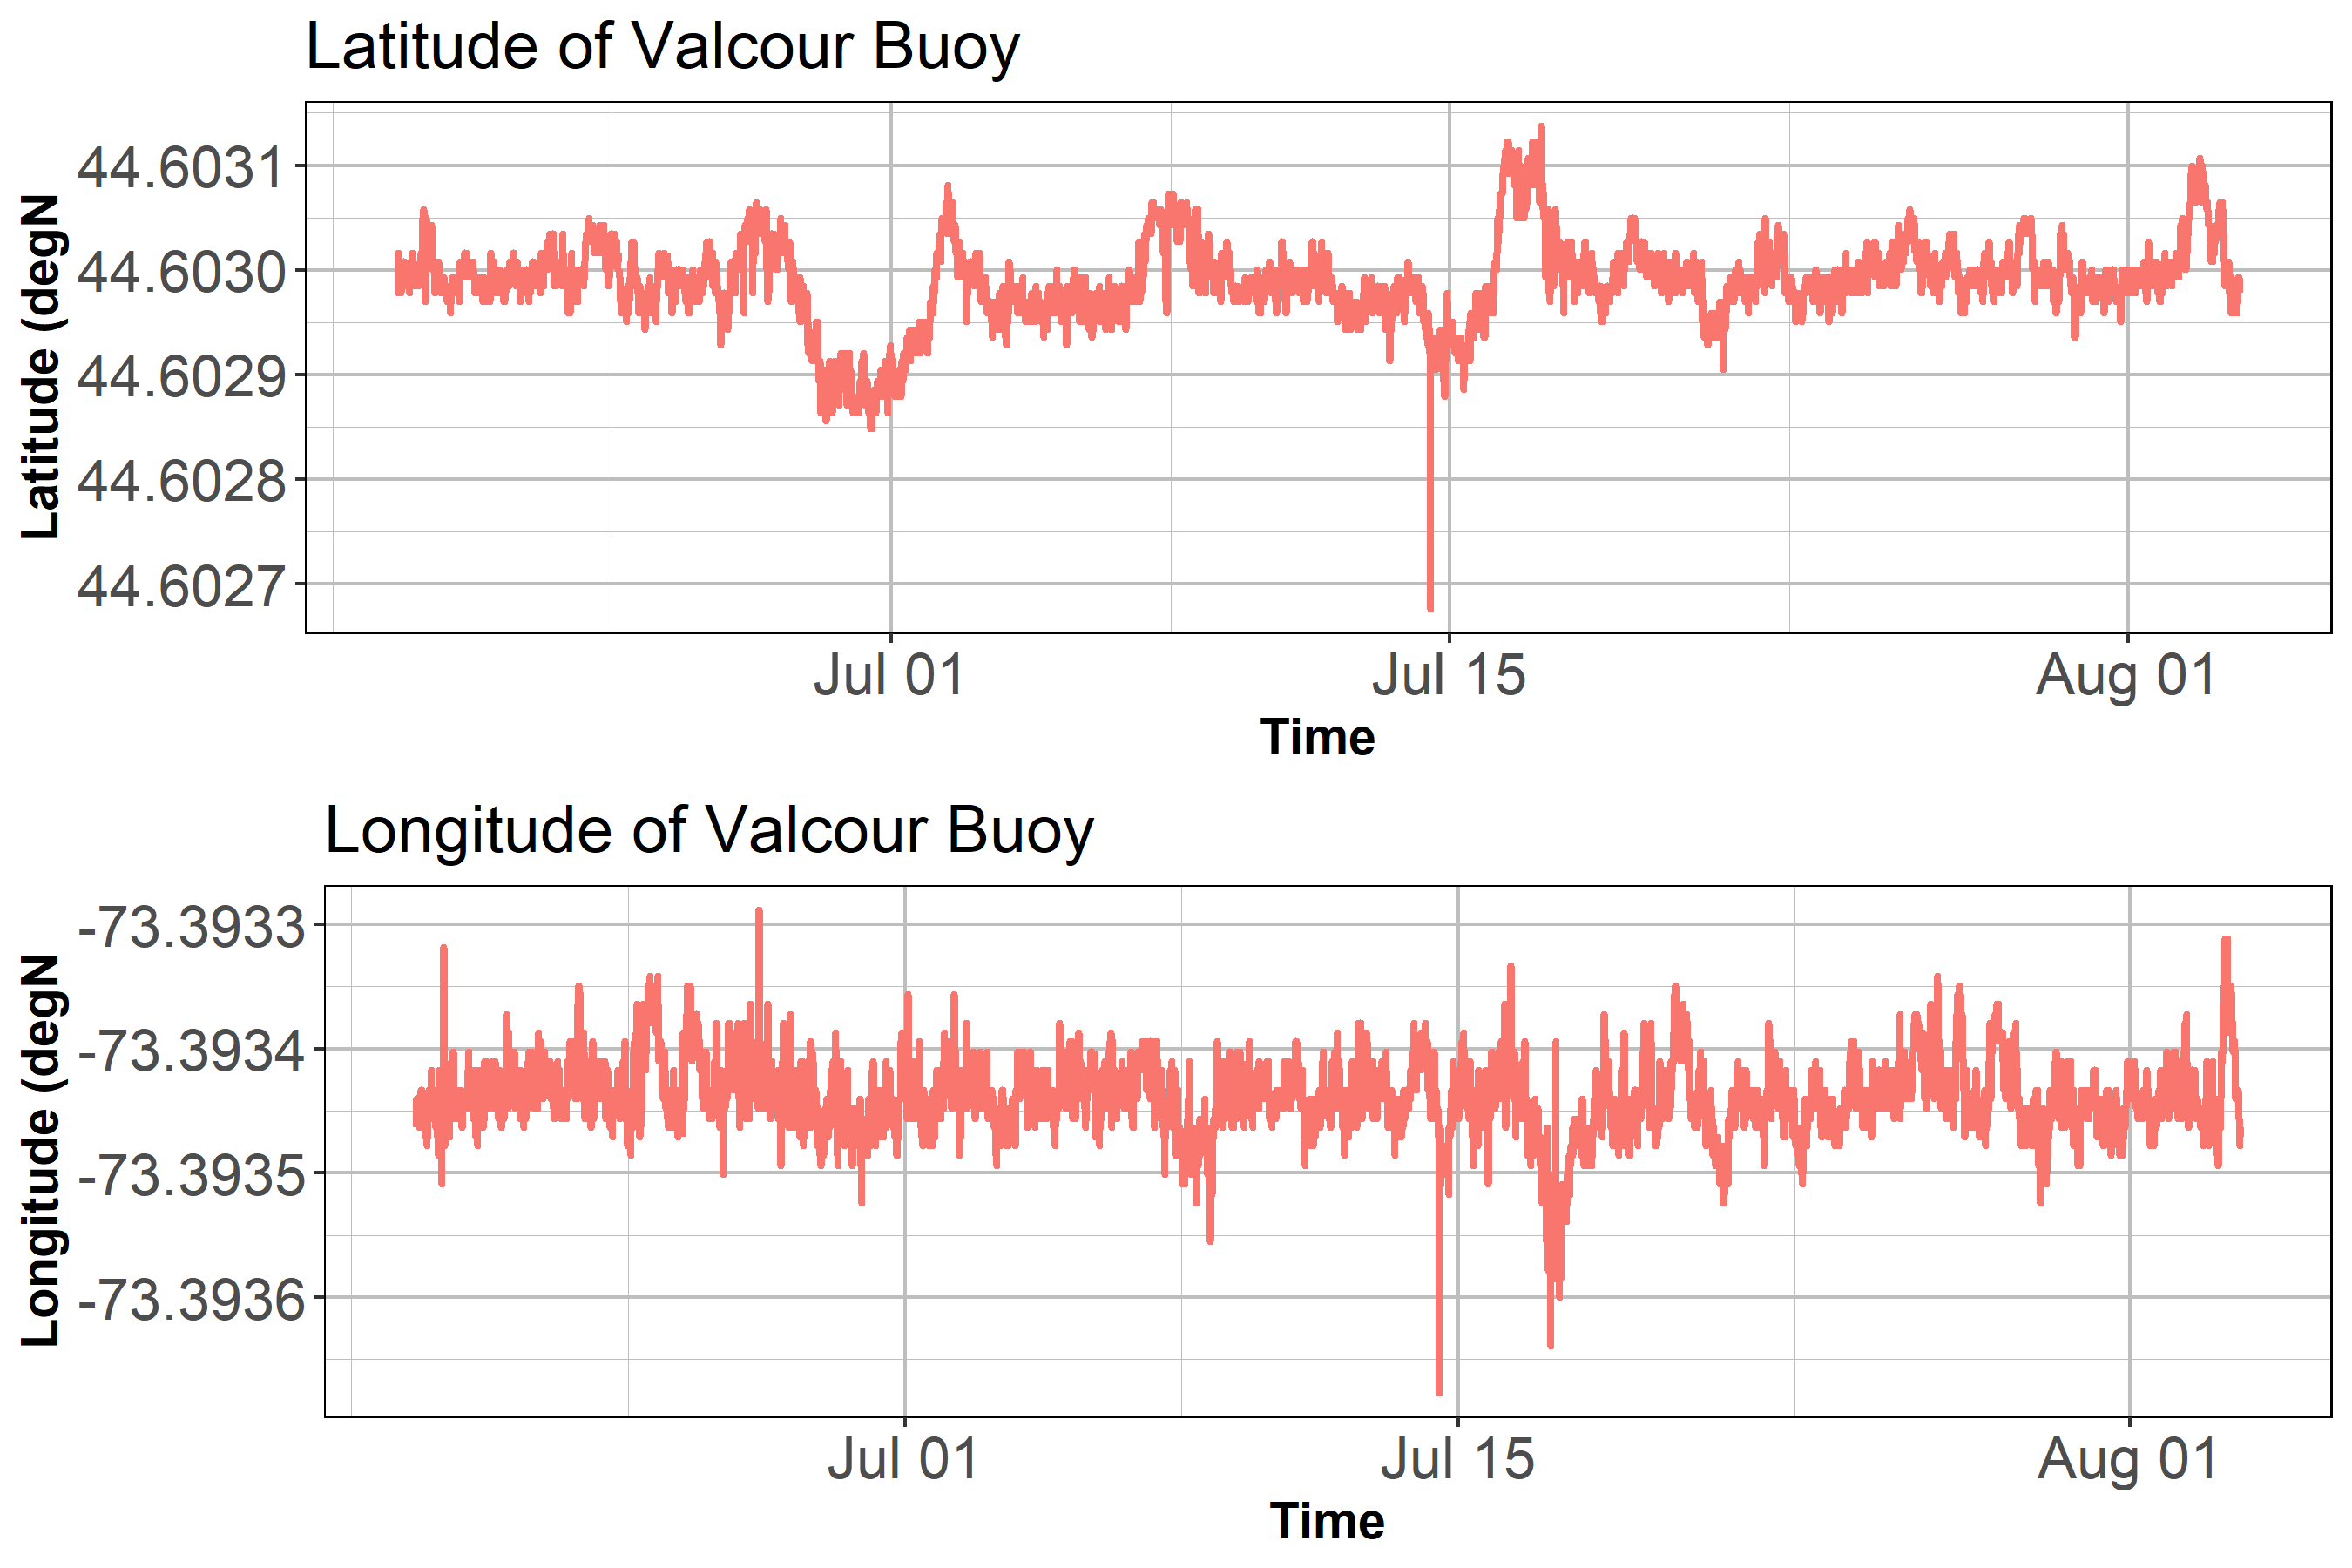 Latitude of Valcour Buoy
Latitude (degN
44.6031
44.6030
44.6029
44.6028
44.6027
Jul 01
Jul 15
Aug 01
Time
Longitude of Valcour Buoy
Longitude (degN
-73.3933
-73.3934
-73.3935
-73.3936
Jul 01
Jul 15
Aug 01
Time